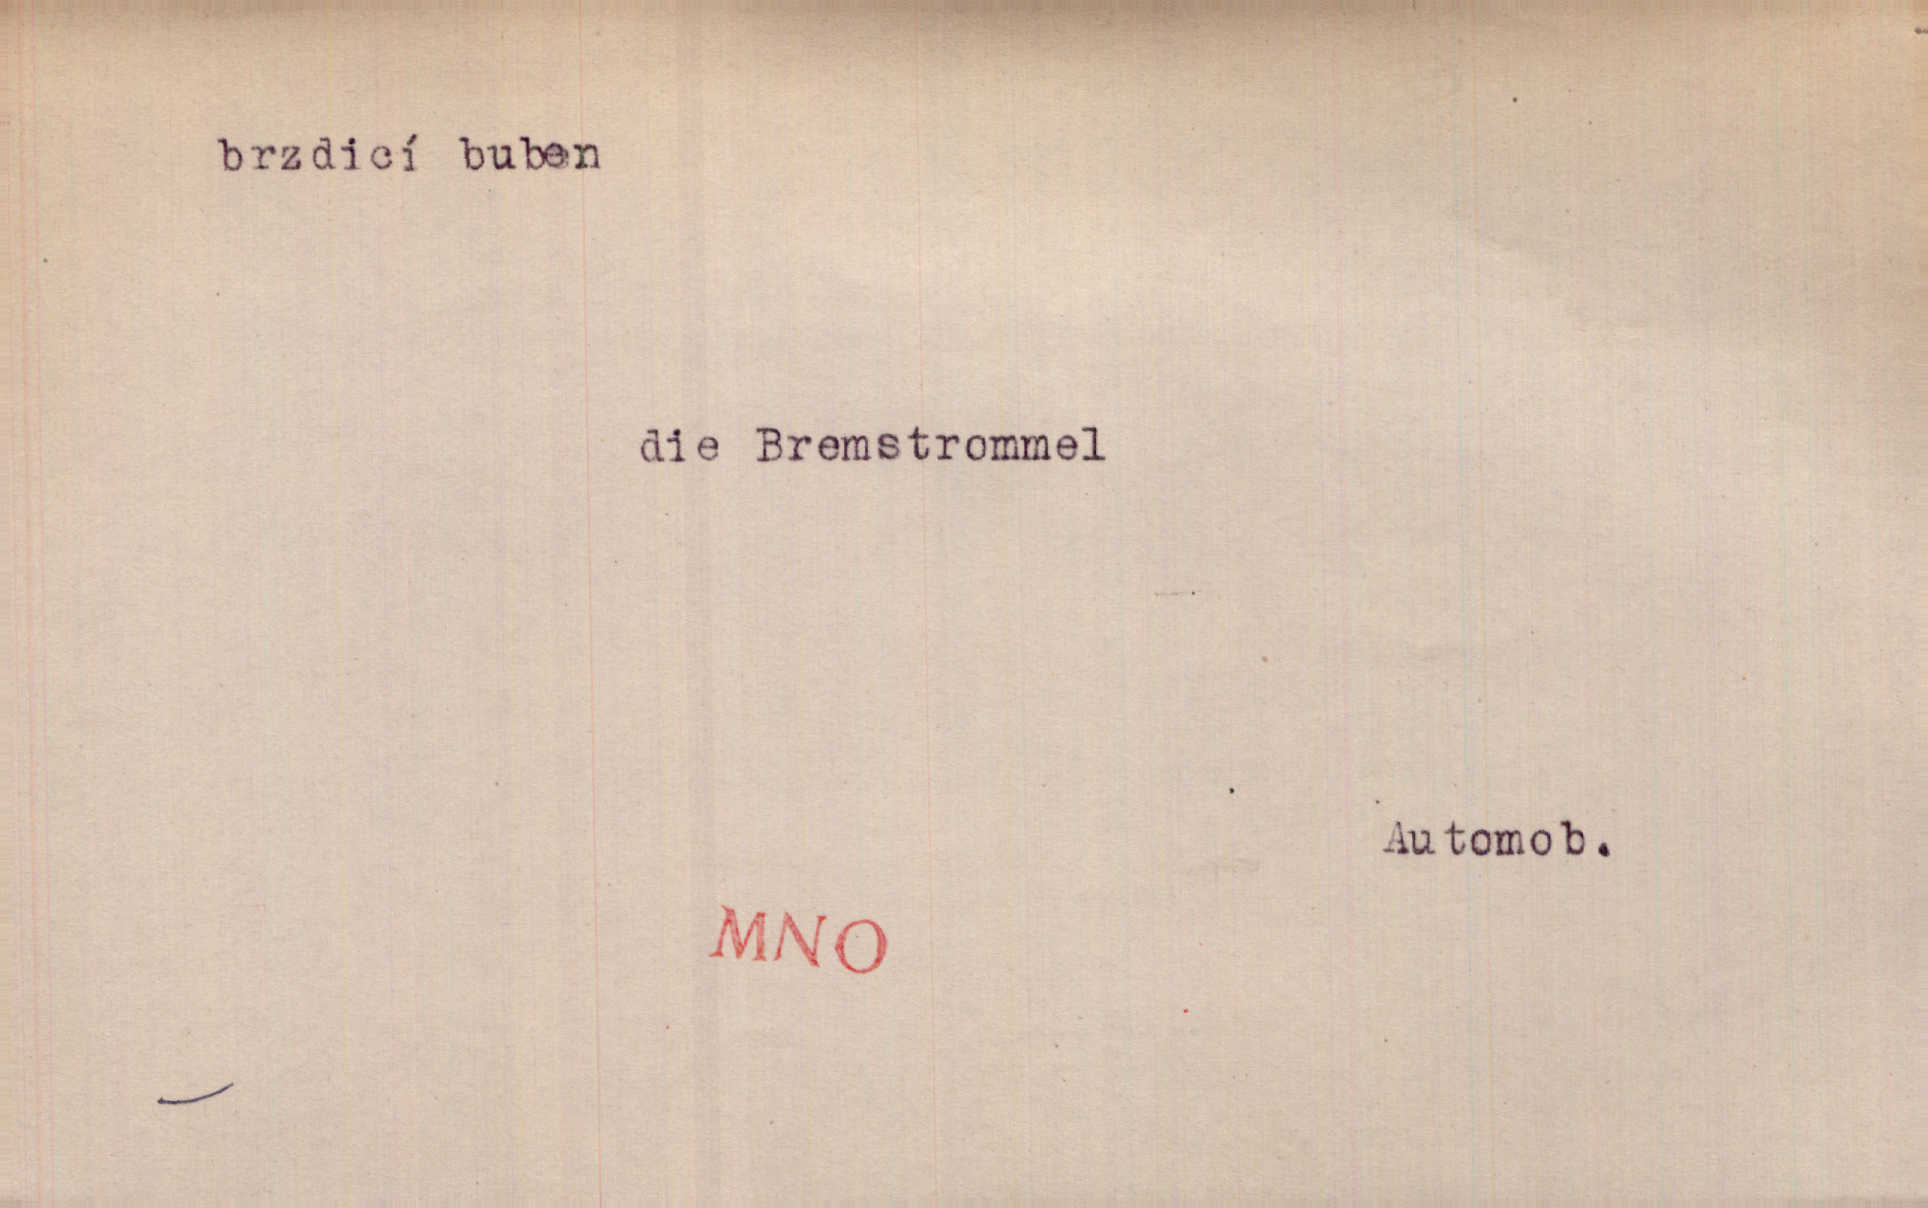 brzdicí buben
die Bremstrommel
Automob.
MNO